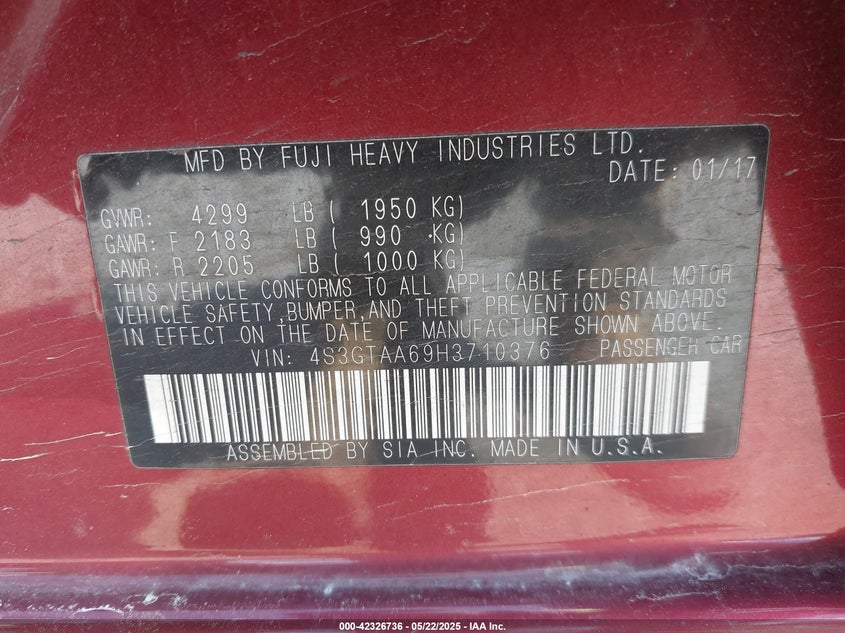 MFD BY FUJI HEAVY INDUSTRIES LTD.
DATE: 01/17
GVWR: 4299 LB ( 1950 KG)
GAWR: F 2183 LB ( 990 KG)
GAWR: R 2205 LB ( 1000 KG)
THIS VEHICLE CONFORMS TO ALL APPLICABLE FEDERAL MOTOR
VEHICLE SAFETY,BUMPER,AND THEFT PREVENTION STANDARDS
IN EFFECT ON THE DATE OF MANUFACTURE SHOWN ABOVE.
VIN: 4S3GTAA69H3710376 PASSENGER CAR
ASSEMBLED BY SIA INC. MADE IN U.S.A.
000-42326736 - 05/22/2025 - IAA Inc.